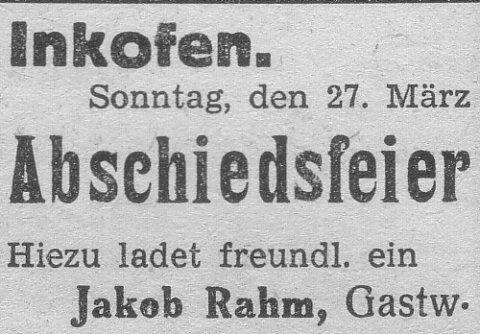 Inkofen.
Sonntag, den 27. März
Abschiedsfeier
Hiezu ladet freundl. ein
Jakob Rahm, Gastw.